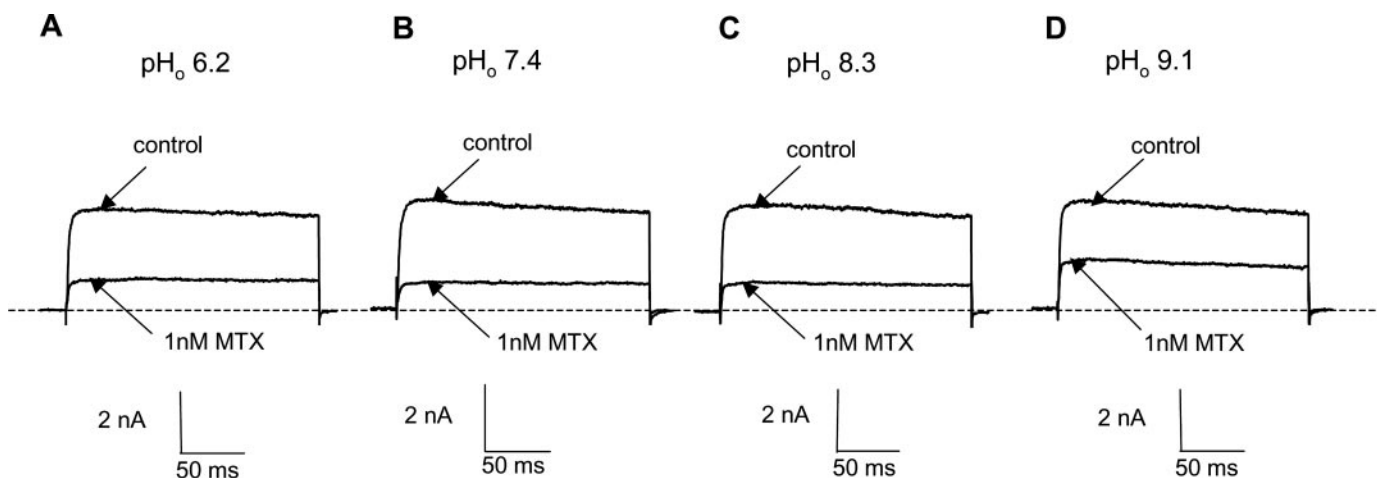 A
pHo 6.2
control
1nM MTX
2 nA
50 ms
B
pHo 7.4
control
1nM MTX
2 nA
50 ms
C
pHo 8.3
control
1nM MTX
2 nA
50 ms
D
pHo 9.1
control
1nM MTX
2 nA
50 ms